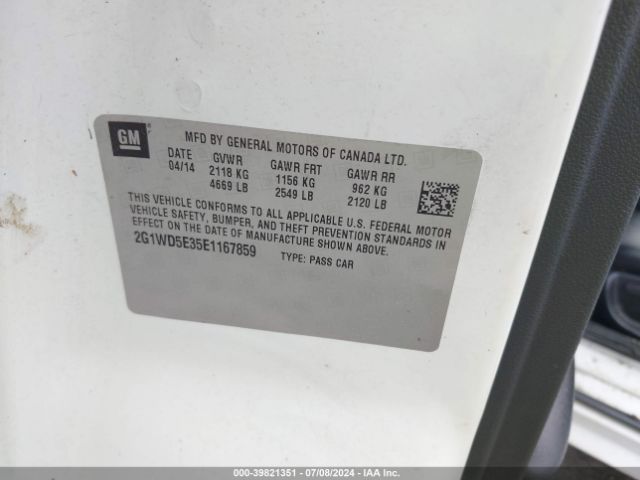 GM
MFD BY GENERAL MOTORS OF CANADA LTD.
DATE GVWR GAWR FRT GAWR RR
04/14 2118 KG 1156 KG 962 KG
4669 LB 2549 LB 2120 LB
THIS VEHICLE CONFORMS TO ALL APPLICABLE U.S. FEDERAL MOTOR
VEHICLE SAFETY, BUMPER, AND THEFT PREVENTION STANDARDS IN
EFFECT ON THE DATE OF MANUFACTURE SHOWN ABOVE.
2G1WD5E35E1167859 TYPE: PASS CAR
000-39821351 - 07/08/2024 - IAA Inc.